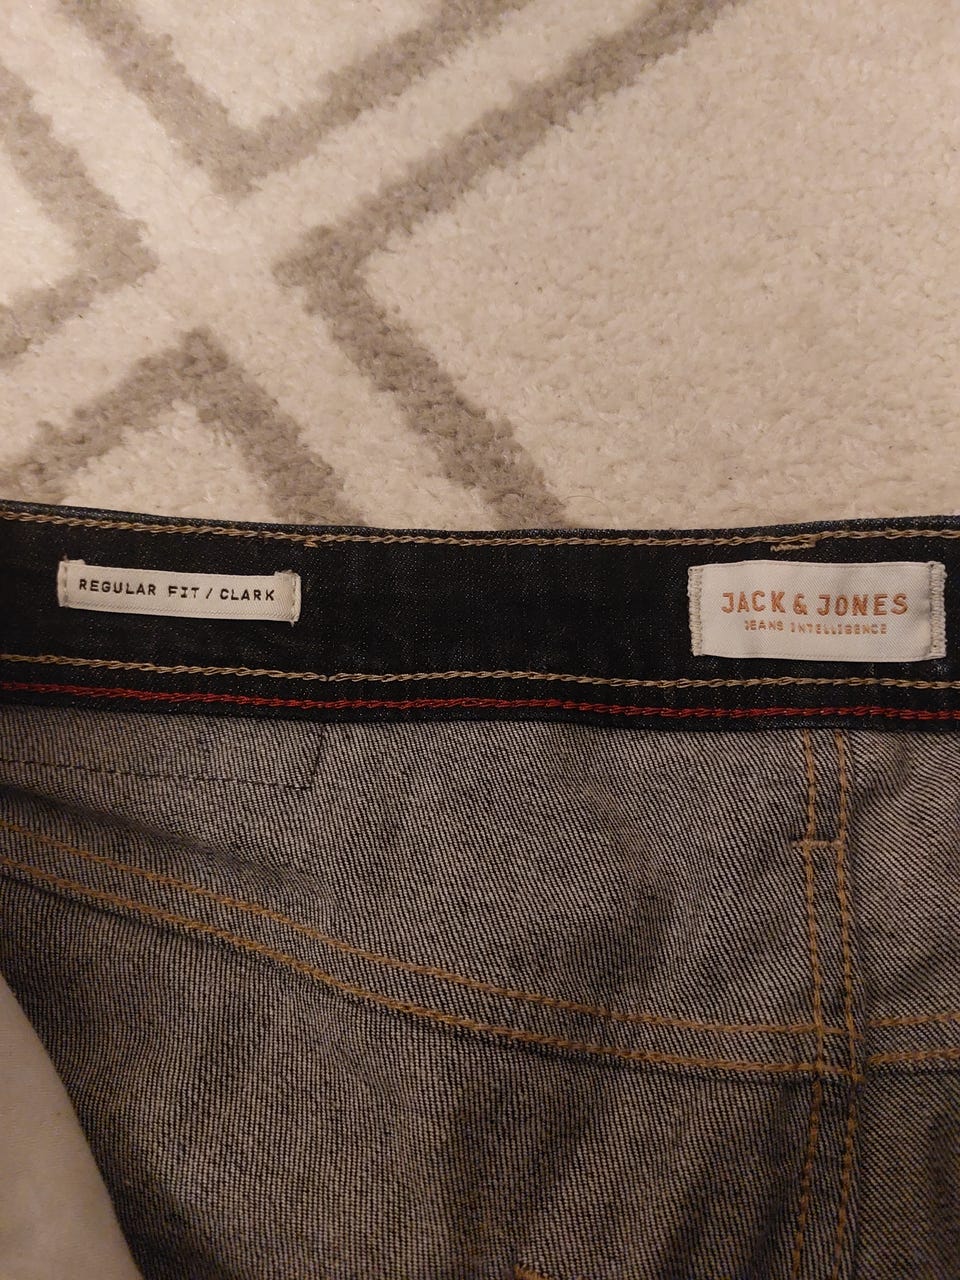 REGULAR FIT / CLARK
JACK & JONES
JEANS INTELLIGENCE